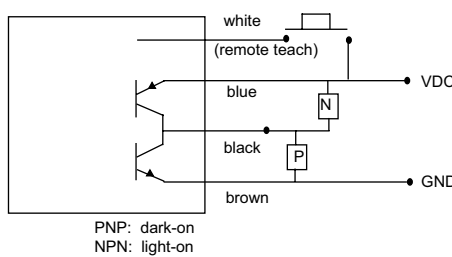 white
(remote teach)
blue
VDC
N
black
P
brown
GND
PNP: dark-on
NPN: light-on